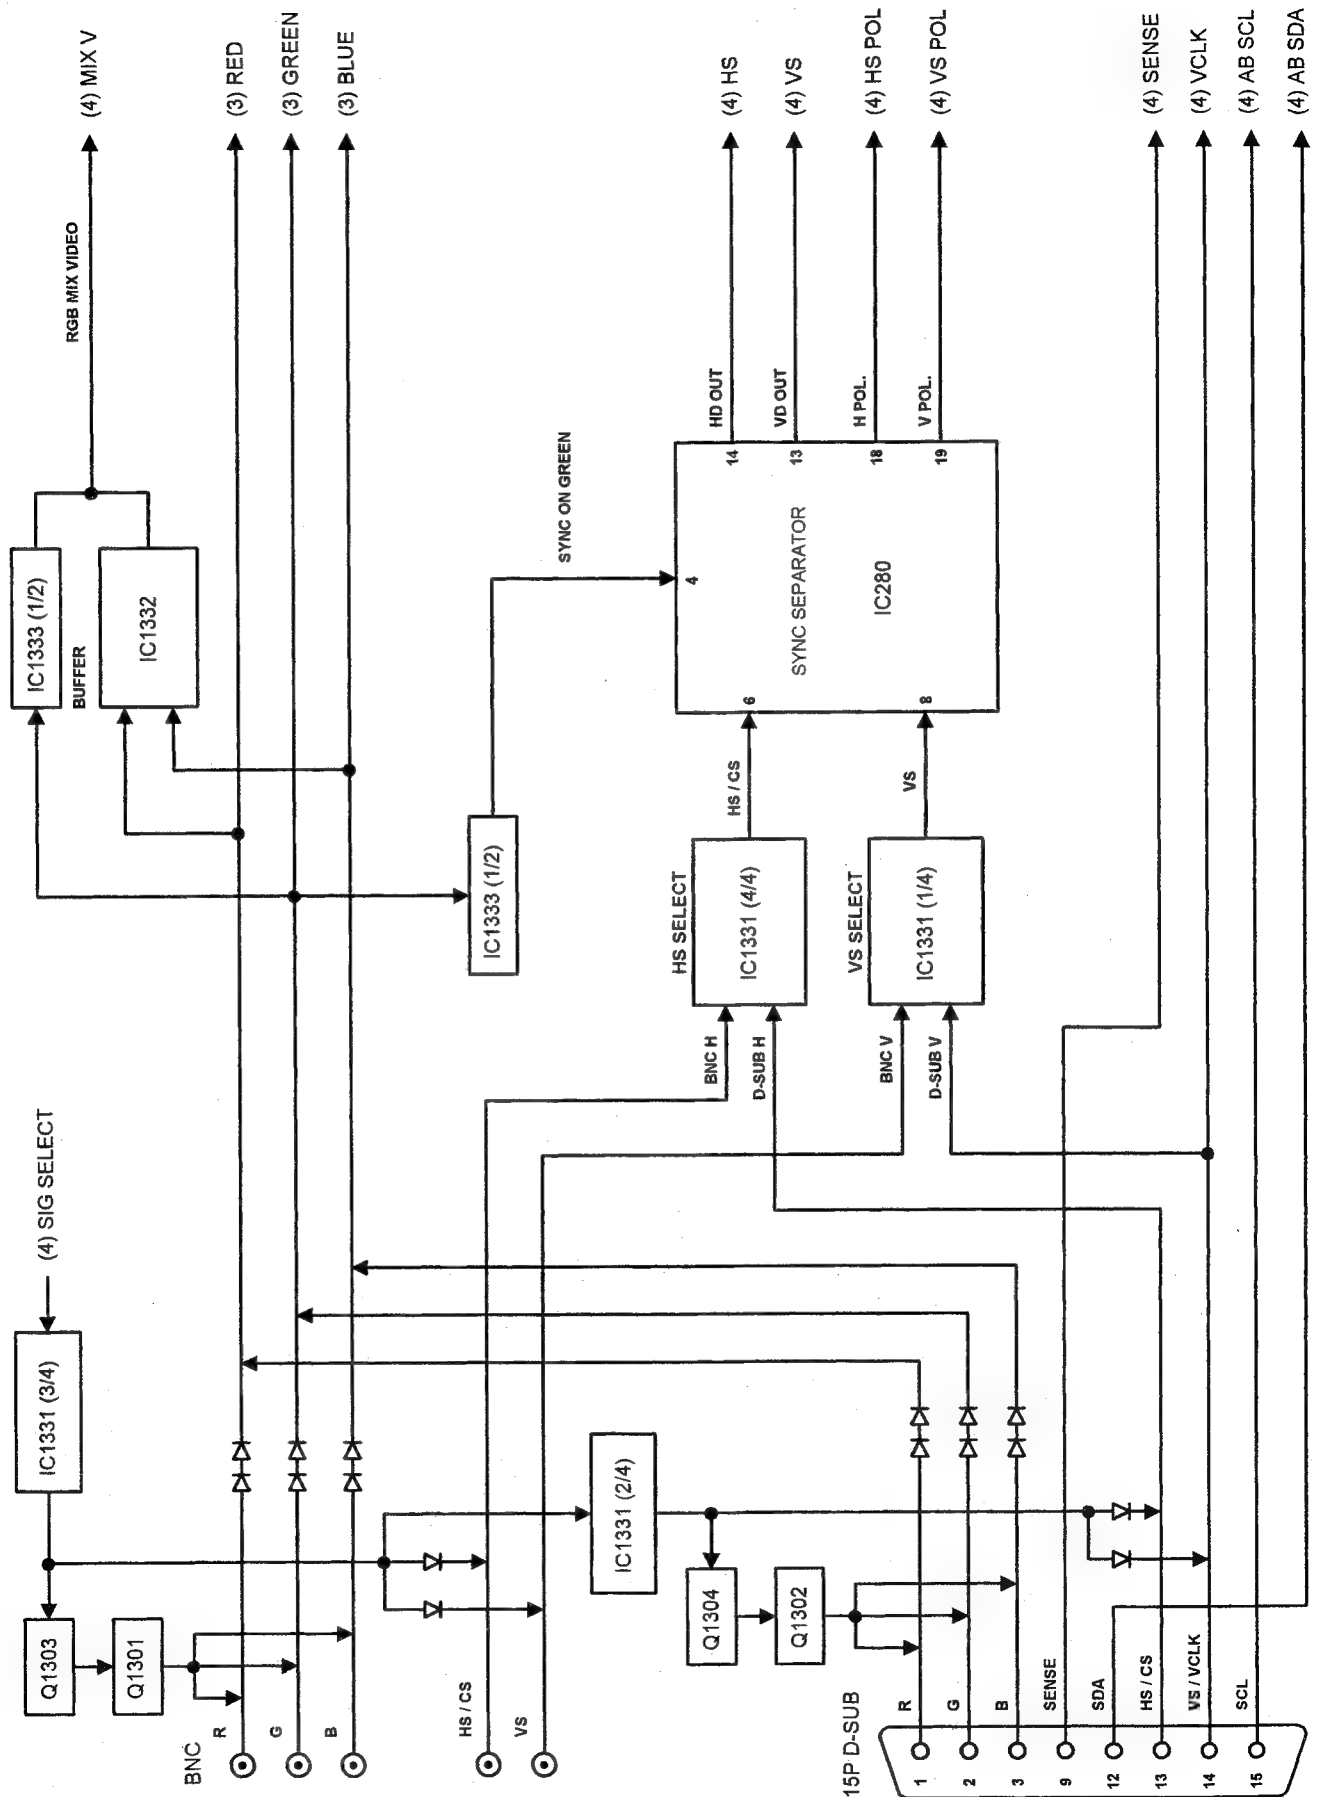 BNC
R
G
B
HS / CS
VS
Q1303
Q1301
IC1331 (3/4)
(4) SIG SELECT
IC1333 (1/2)
BUFFER
IC1332
RGB MIX VIDEO
(4) MIX V
(3) RED
(3) GREEN
(3) BLUE
IC1333 (1/2)
SYNC ON GREEN
IC1331 (2/4)
Q1304
Q1302
BNC H
D-SUB H
HS SELECT
IC1331 (4/4)
HS / CS
BNC V
D-SUB V
VS SELECT
IC1331 (1/4)
VS
4
6
8
SYNC SEPARATOR
IC280
14
13
18
19
HD OUT
VD OUT
H POL.
V POL.
(4) HS
(4) VS
(4) HS POL
(4) VS POL
15P D-SUB
1
R
2
G
3
B
9
SENSE
12
SDA
13
HS / CS
14
VS / VCLK
15
SCL
(4) SENSE
(4) VCLK
(4) AB SCL
(4) AB SDA